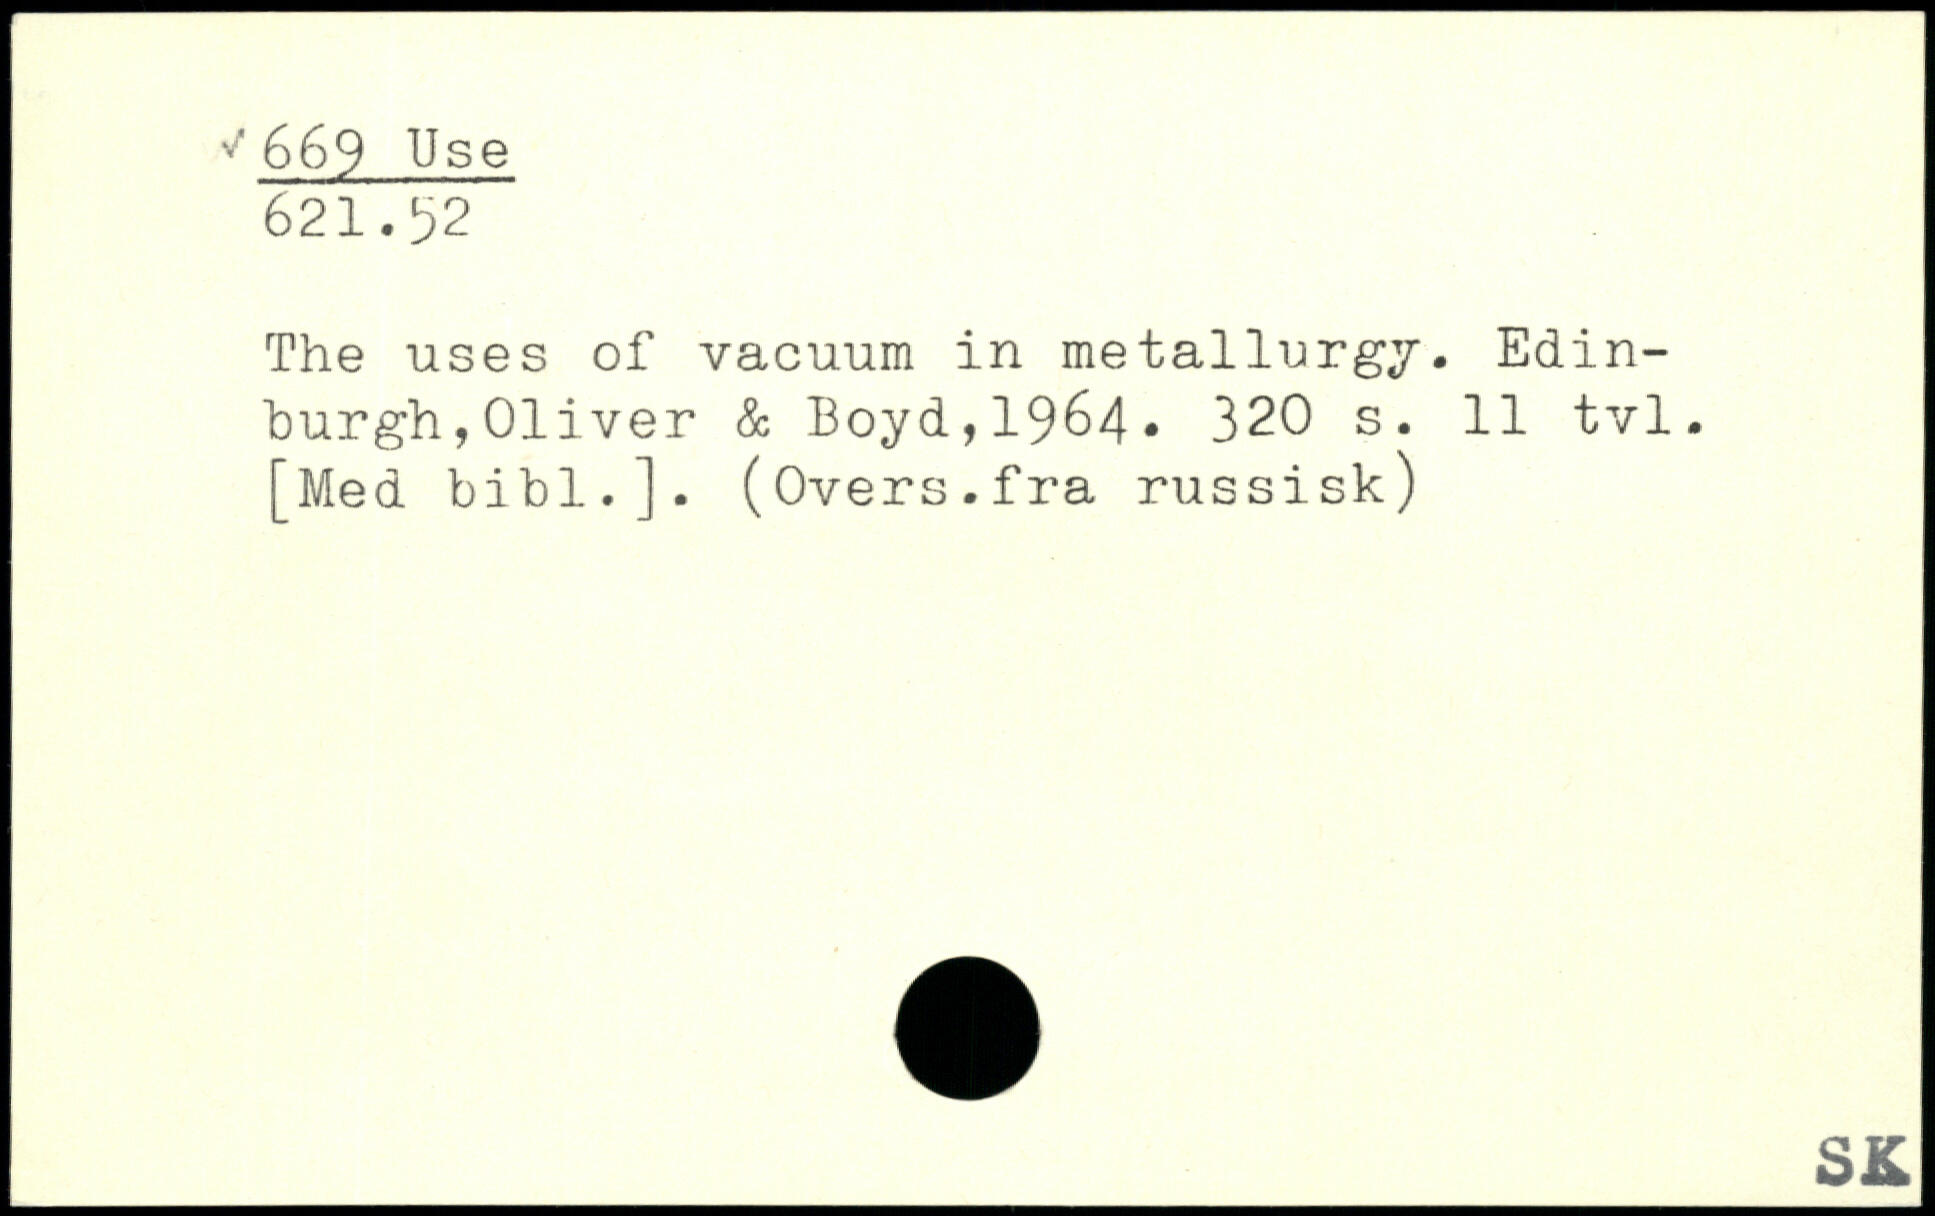 ✓ 669 Use
621.52
The uses of vacuum in metallurgy. Edin-
burgh,Oliver & Boyd,1964. 320 s. 11 tvl.
[Med bibl.]. (Overs.fra russisk)
SK